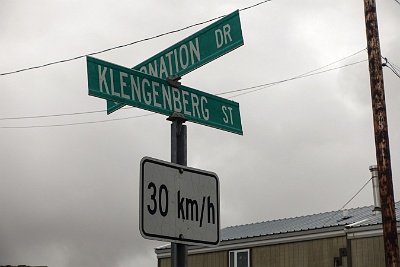 NATION DR
KLENGENBERG ST
30 km/h